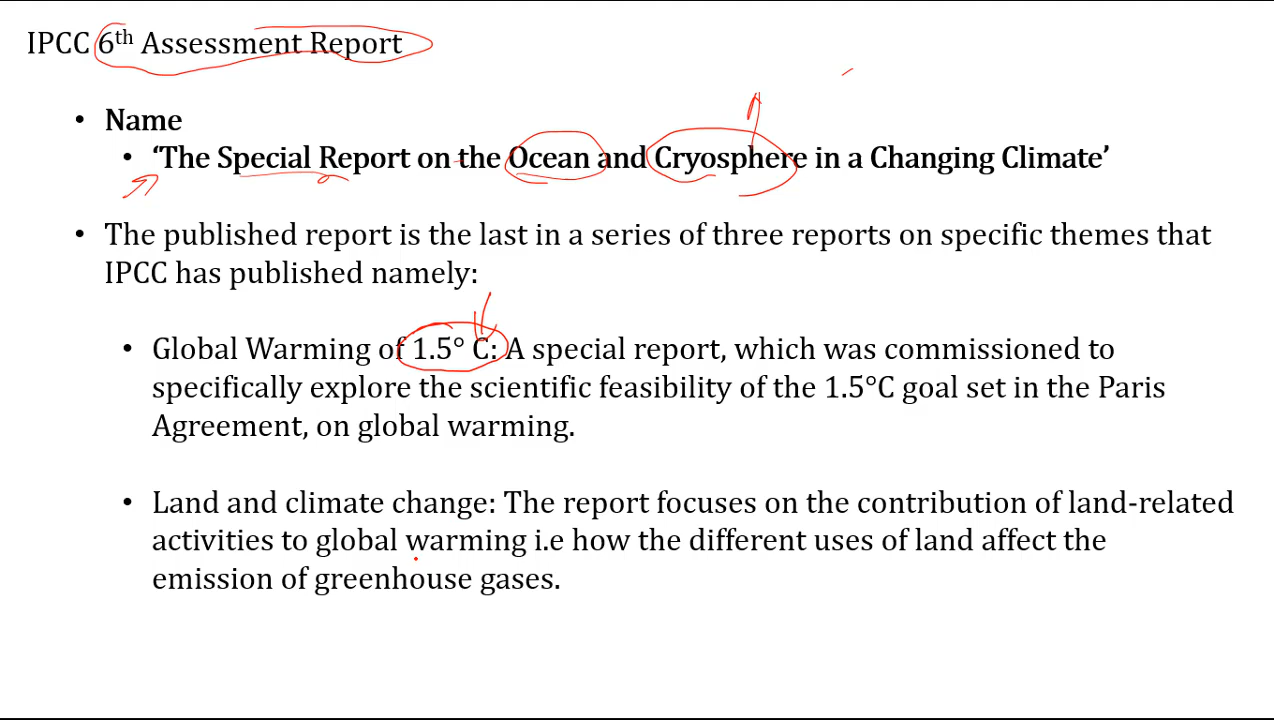 IPCC 6th Assessment Report
• Name
• ‘The Special Report on the Ocean and Cryosphere in a Changing Climate’
• The published report is the last in a series of three reports on specific themes that
IPCC has published namely:
• Global Warming of 1.5° C: A special report, which was commissioned to
specifically explore the scientific feasibility of the 1.5°C goal set in the Paris
Agreement, on global warming.
• Land and climate change: The report focuses on the contribution of land-related
activities to global warming i.e how the different uses of land affect the
emission of greenhouse gases.